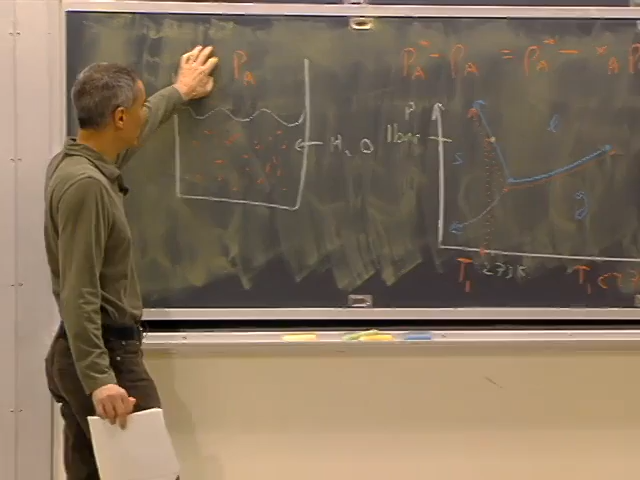 P_A
P_A^* - P_A = P_A^* - x_A P
H_2O
P
1bar
s
l
g
T_1 273K
T_1